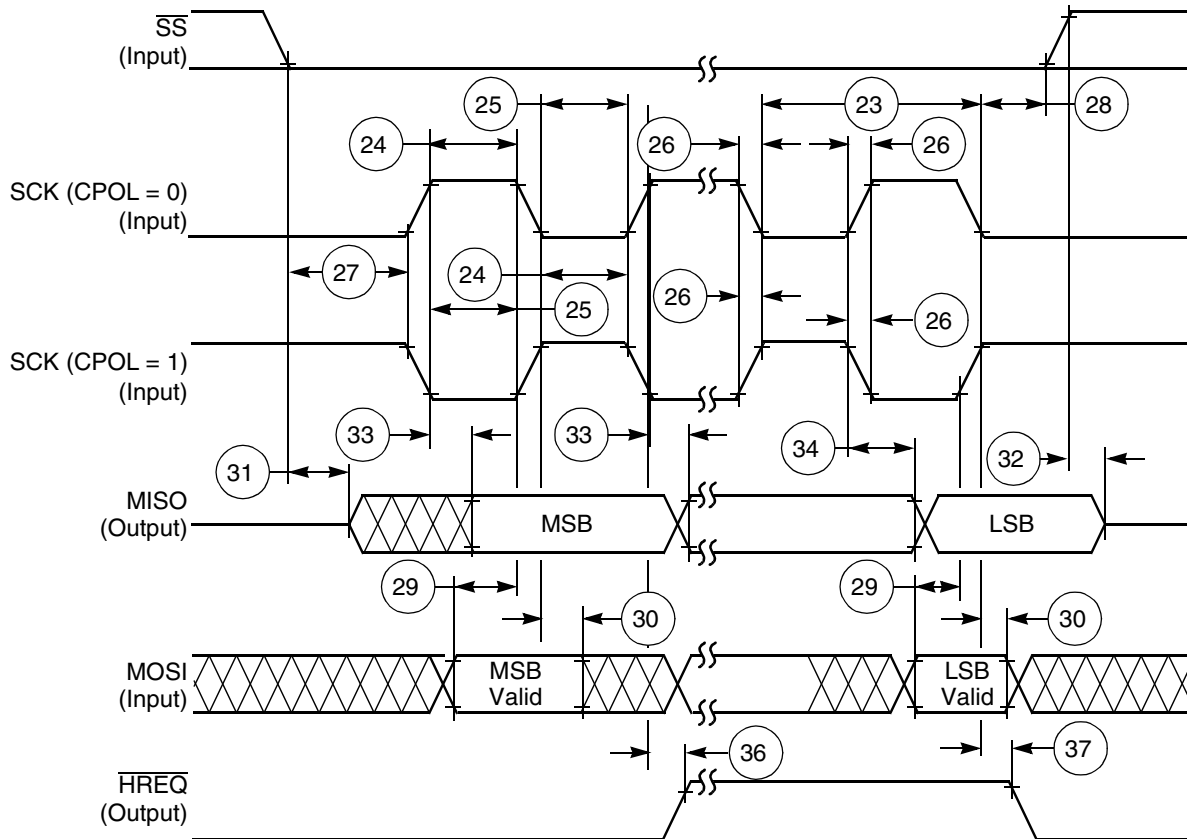 SS
(Input)
25
23
28
24
26
26
SCK (CPOL = 0)
(Input)
27
24
25
26
26
SCK (CPOL = 1)
(Input)
33
33
34
31
32
MISO
(Output)
MSB
LSB
29
29
30
30
MOSI
(Input)
MSB
Valid
LSB
Valid
36
37
HREQ
(Output)